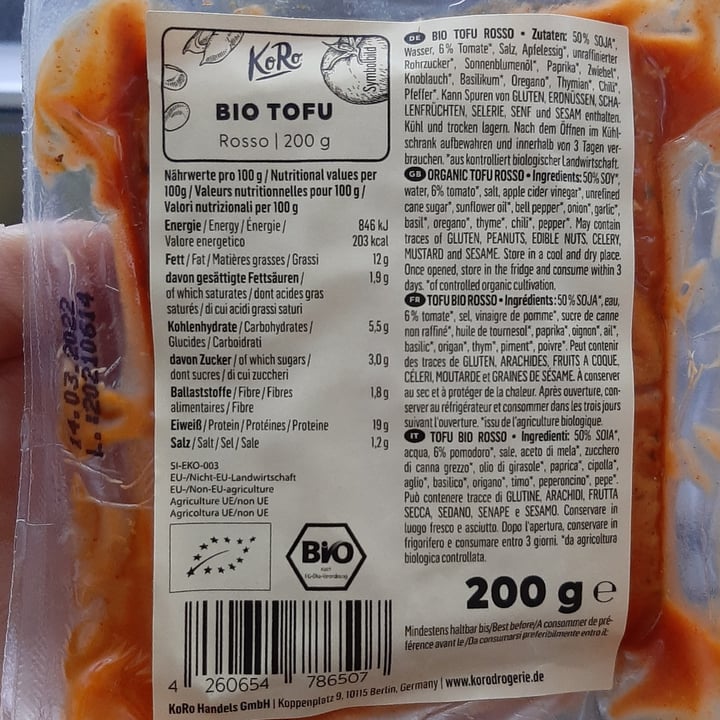 KoRo
Symbolbild
BIO TOFU
Rosso | 200 g
Nährwerte pro 100 g / Nutritional values per
100g / Valeurs nutritionnelles pour 100 g /
Valori nutrizionali per 100 g
Energie / Energy / Énergie / 846 kJ
Valore energetico 203 kcal
Fett / Fat / Matières grasses / Grassi 12 g
davon gesättigte Fettsäuren / 1,9 g
of which saturates / dont acides gras
saturés / di cui acidi grassi saturi
Kohlenhydrate / Carbohydrates / 5,5 g
Glucides / Carboidrati
davon Zucker / of which sugars / 3,0 g
dont sucres / di cui zuccheri
Ballaststoffe / Fibre / Fibres 1,8 g
alimentaires / Fibre
Eiweiß / Protein / Protéines / Proteine 19 g
Salz / Salt / Sel / Sale 1,2 g
SI-EKO-003
EU-/Nicht-EU-Landwirtschaft
EU-/Non-EU-agriculture
Agriculture UE/non UE
Agricoltura UE/non UE
Bio
nach
EG-Öko-Verordnung
4 260654 786507
KoRo Handels GmbH | Koppenplatz 9, 10115 Berlin, Germany | www.korodrogerie.de
DE BIO TOFU ROSSO • Zutaten: 50% SOJA*,
Wasser, 6% Tomate*, Salz, Apfelessig*, unraffinierter
Rohrzucker*, Sonnenblumenöl*, Paprika*, Zwiebel*,
Knoblauch*, Basilikum*, Oregano*, Thymian*, Chili*,
Pfeffer*. Kann Spuren von GLUTEN, ERDNÜSSEN, SCHA-
LENFRÜCHTEN, SELLERIE, SENF und SESAM enthalten.
Kühl und trocken lagern. Nach dem Öffnen im Kühl-
schrank aufbewahren und innerhalb von 3 Tagen ver-
brauchen. *aus kontrolliert biologischer Landwirtschaft.
GB ORGANIC TOFU ROSSO • Ingredients: 50% SOY*,
water, 6% tomato*, salt, apple cider vinegar*, unrefined
cane sugar*, sunflower oil*, bell pepper*, onion*, garlic*,
basil*, oregano*, thyme*, chili*, pepper*. May contain
traces of GLUTEN, PEANUTS, EDIBLE NUTS, CELERY,
MUSTARD and SESAME. Store in a cool and dry place.
Once opened, store in the fridge and consume within 3
days. *of controlled organic cultivation.
FR TOFU BIO ROSSO • Ingrédients: 50% SOJA*, eau,
6% tomate*, sel, vinaigre de pomme*, sucre de canne
non raffiné*, huile de tournesol*, paprika*, oignon*, ail*,
basilic*, origan*, thym*, piment*, poivre*. Peut contenir
des traces de GLUTEN, ARACHIDES, FRUITS A COQUE,
CÉLERI, MOUTARDE et GRAINES DE SÉSAME. À conserver
au sec et à protéger de la chaleur. Après ouverture, con-
server au réfrigérateur et consommer dans les trois jours
suivant l'ouverture. *issu de l'agriculture biologique.
IT TOFU BIO ROSSO • Ingredienti: 50% SOIA*,
acqua, 6% pomodoro*, sale, aceto di mela*, zucchero
di canna grezzo*, olio di girasole*, paprica*, cipolla*,
aglio*, basilico*, origano*, timo*, peperoncino*, pepe*.
Può contenere tracce di GLUTINE, ARACHIDI, FRUTTA
SECCA, SEDANO, SENAPE e SESAMO. Conservare in
luogo fresco e asciutto. Dopo l'apertura, conservare in
frigorifero e consumare entro 3 giorni. *da agricoltura
biologica controllata.
200 g e
Mindestens haltbar bis/Best before/A consommer de pré-
férence avant le /Da consumarsi preferibilmente entro il:
14.03.2022
L.:20210614